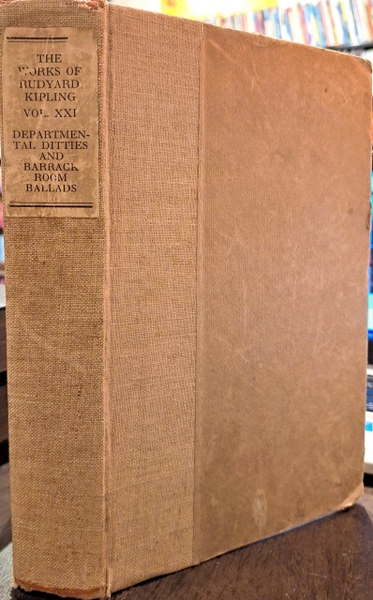 THE
WORKS OF
RUDYARD
KIPLING
VOL. XXI
DEPARTMEN-
TAL DITTIES
AND
BARRACK
ROOM
BALLADS